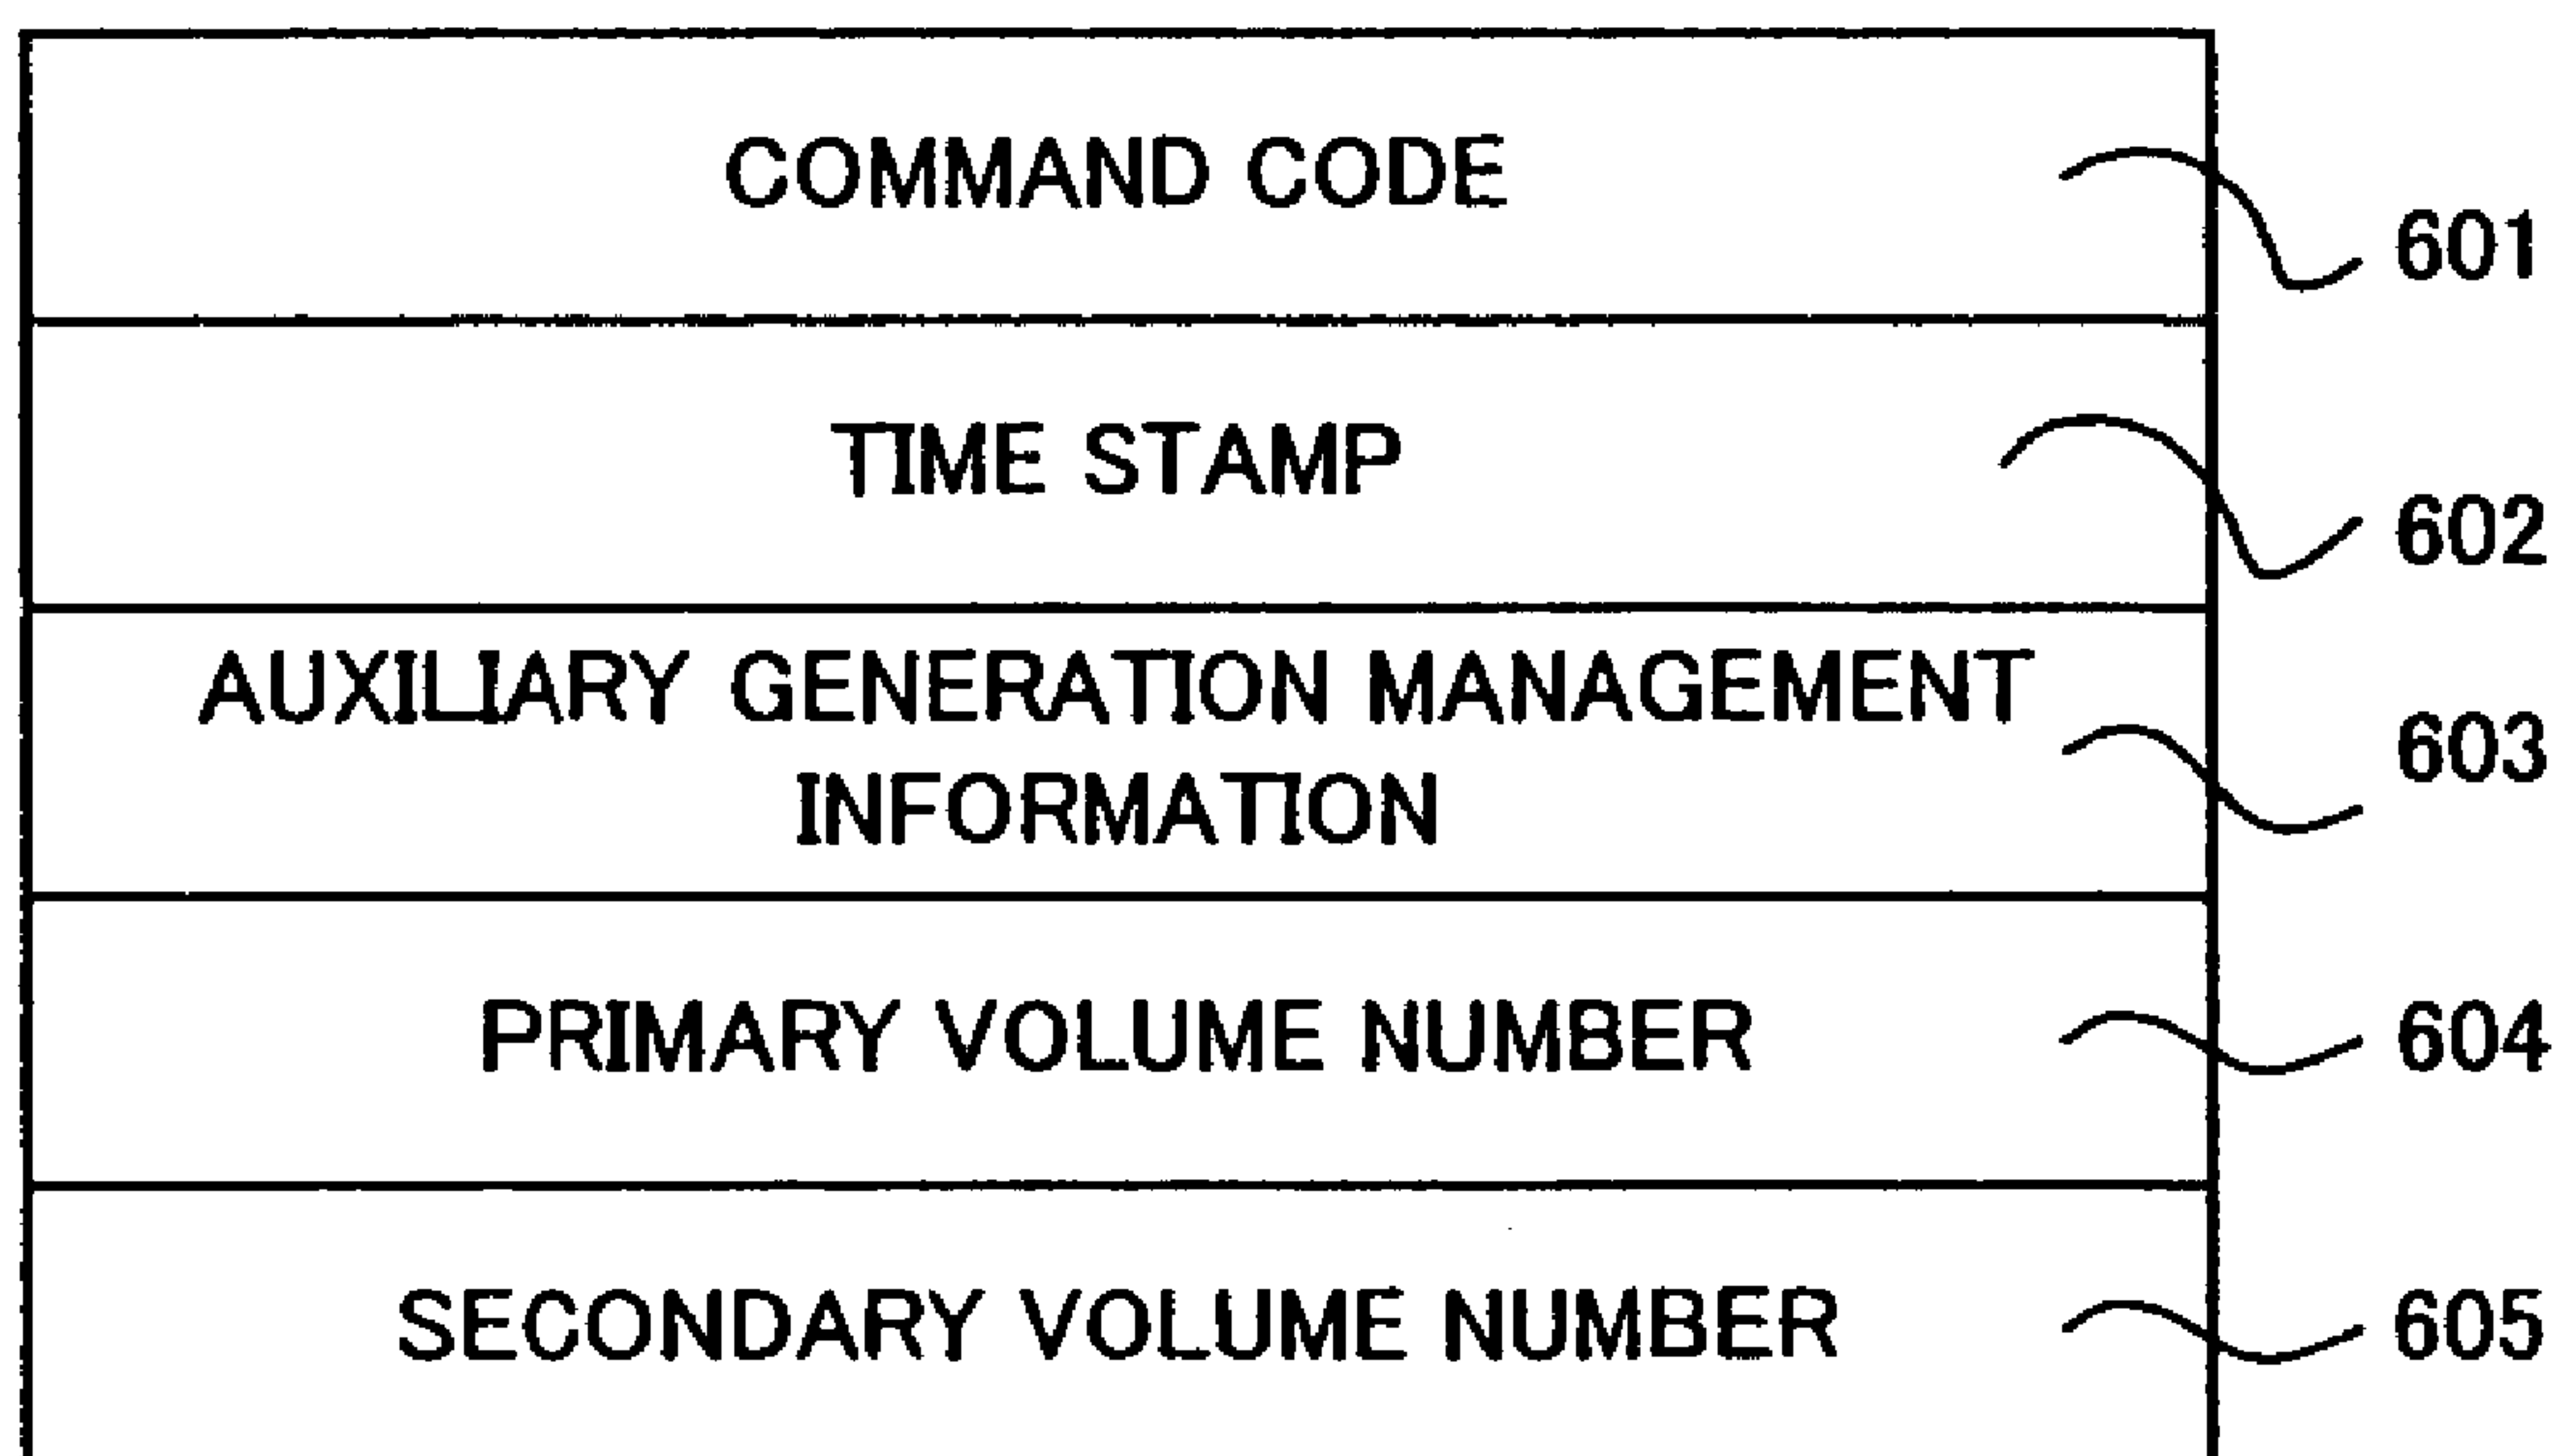 COMMAND CODE
601
TIME STAMP
602
AUXILIARY GENERATION MANAGEMENT
INFORMATION
603
PRIMARY VOLUME NUMBER
604
SECONDARY VOLUME NUMBER
605